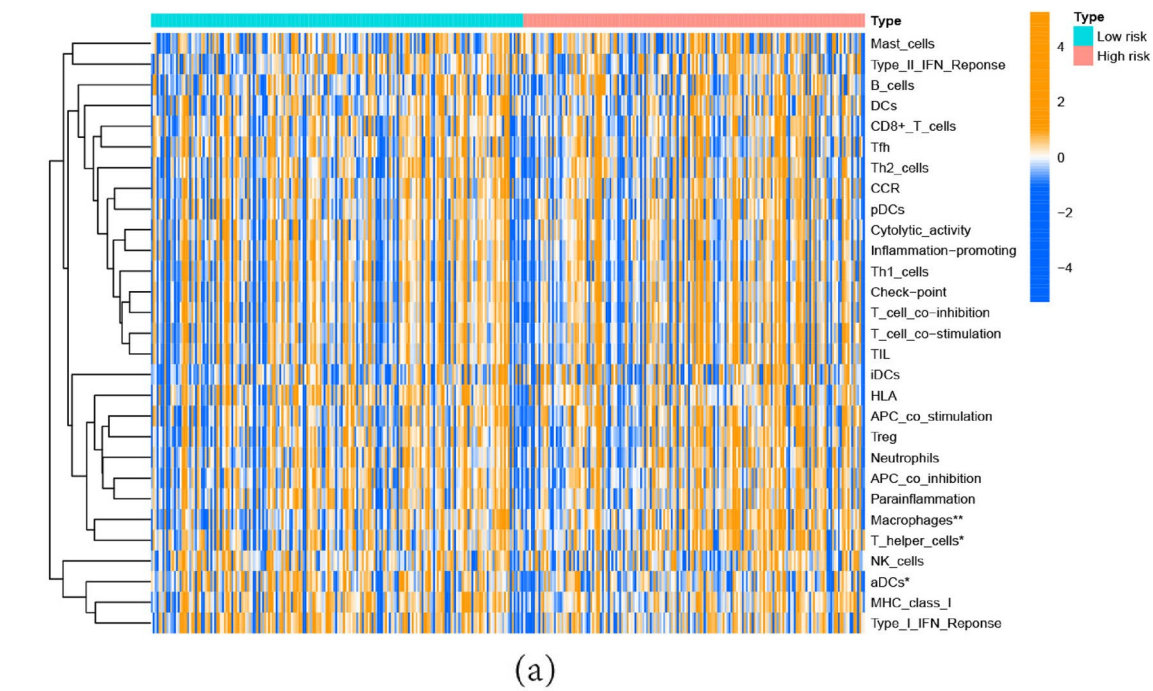 Type
Mast_cells
Type_II_IFN_Reponse
B_cells
DCs
CD8+_T_cells
Tfh
Th2_cells
CCR
pDCs
Cytolytic_activity
Inflammation−promoting
Th1_cells
Check−point
T_cell_co−inhibition
T_cell_co−stimulation
TIL
iDCs
HLA
APC_co_stimulation
Treg
Neutrophils
APC_co_inhibition
Parainflammation
Macrophages**
T_helper_cells*
NK_cells
aDCs*
MHC_class_I
Type_I_IFN_Reponse
4
2
0
−2
−4
Type
Low risk
High risk
(a)